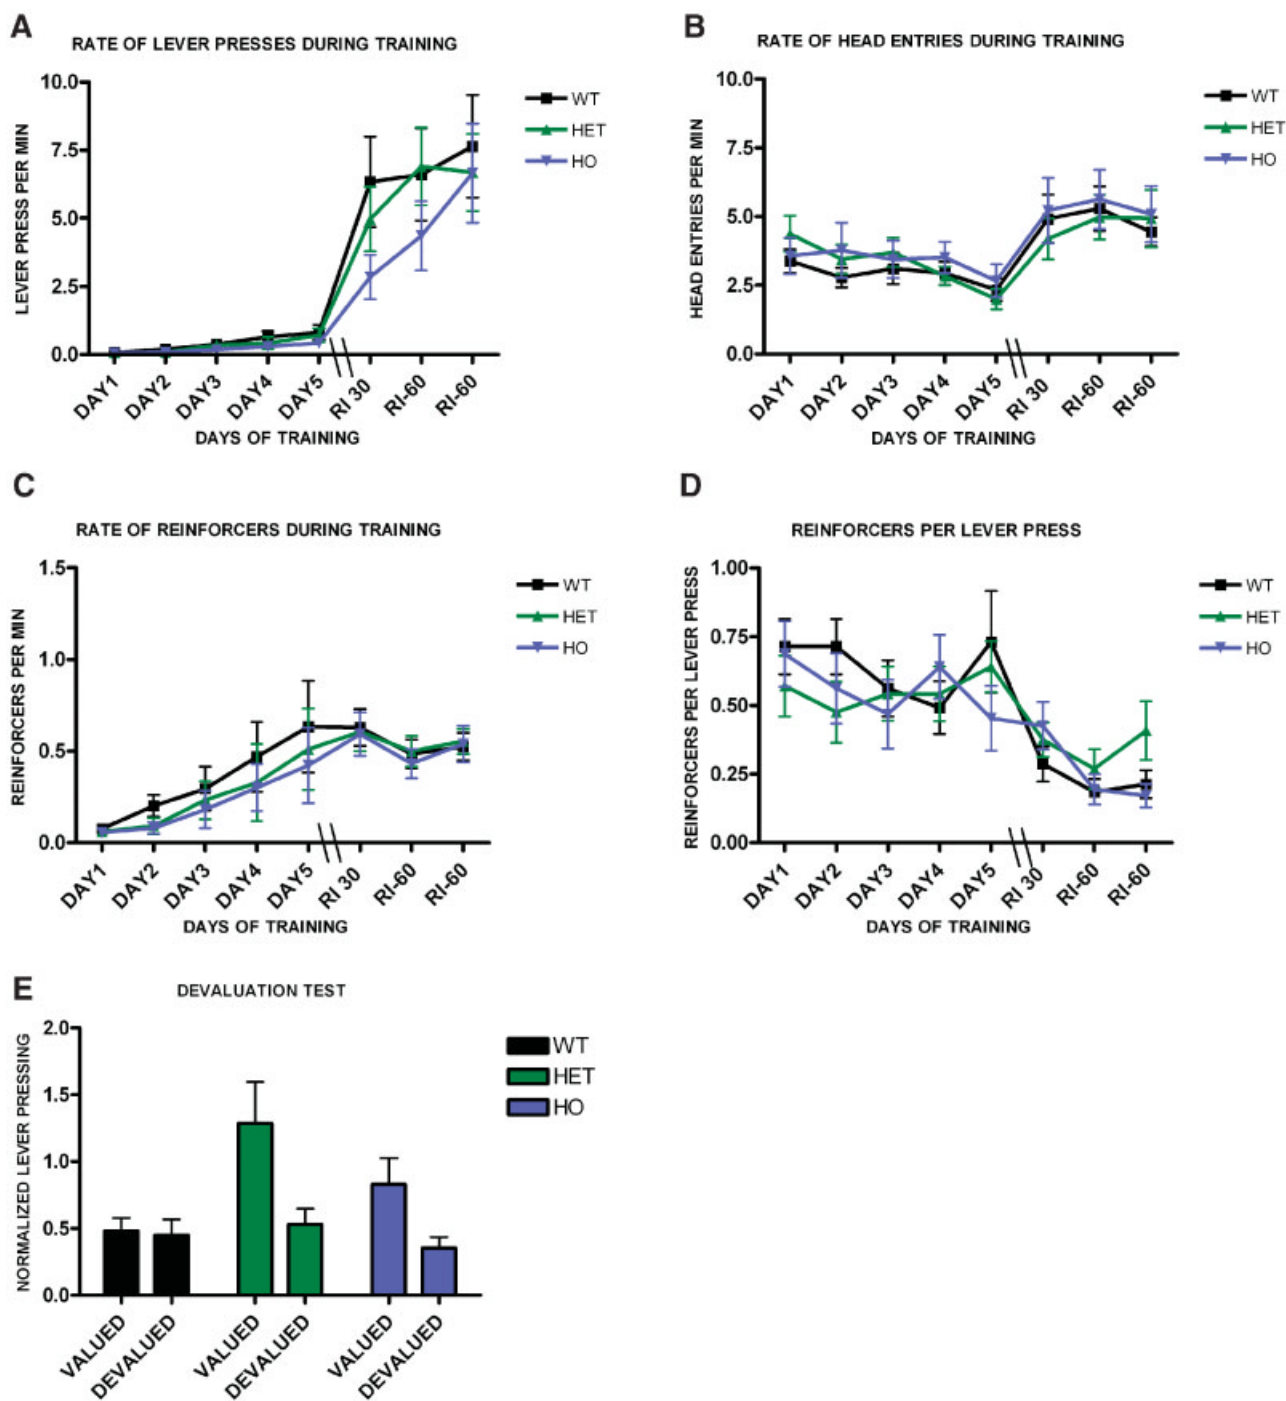 A
RATE OF LEVER PRESSES DURING TRAINING
LEVER PRESS PER MIN
10.0
7.5
5.0
2.5
0.0
DAY1 DAY2 DAY3 DAY4 DAY5 RI 30 RI-60 RI-60
DAYS OF TRAINING
WT
HET
HO
B
RATE OF HEAD ENTRIES DURING TRAINING
HEAD ENTRIES PER MIN
10.0
7.5
5.0
2.5
0.0
DAY1 DAY2 DAY3 DAY4 DAY5 RI 30 RI-60 RI-60
DAYS OF TRAINING
WT
HET
HO
C
RATE OF REINFORCERS DURING TRAINING
REINFORCERS PER MIN
1.5
1.0
0.5
0.0
DAY1 DAY2 DAY3 DAY4 DAY5 RI 30 RI-60 RI-60
DAYS OF TRAINING
WT
HET
HO
D
REINFORCERS PER LEVER PRESS
REINFORCERS PER LEVER PRESS
1.00
0.75
0.50
0.25
0.00
DAY1 DAY2 DAY3 DAY4 DAY5 RI 30 RI-60 RI-60
DAYS OF TRAINING
WT
HET
HO
E
DEVALUATION TEST
NORMALIZED LEVER PRESSING
2.0
1.5
1.0
0.5
0.0
VALUED DEVALUED VALUED DEVALUED VALUED DEVALUED
WT
HET
HO